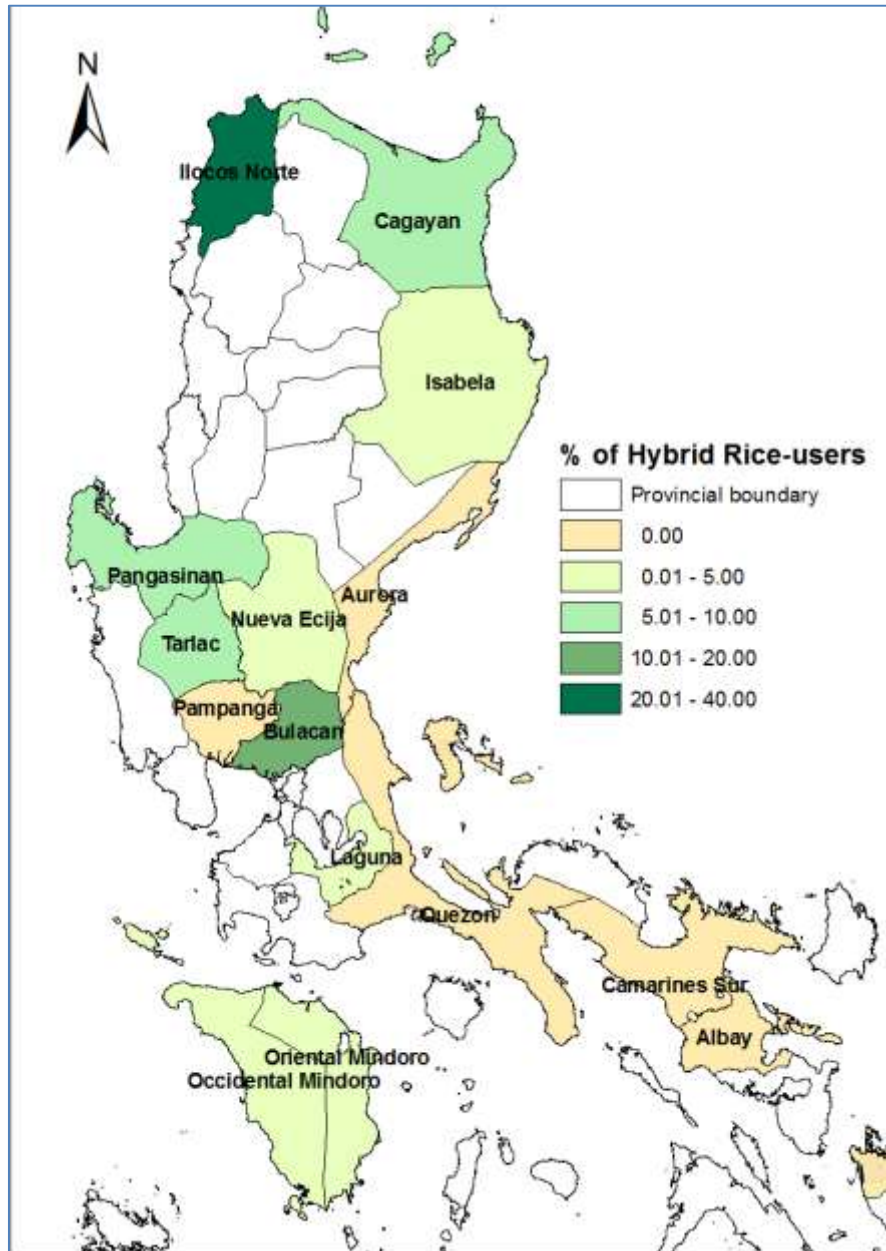 N
Ilocos Norte
Cagayan
Isabela
% of Hybrid Rice-users
Provincial boundary
0.00
0.01 - 5.00
5.01 - 10.00
10.01 - 20.00
20.01 - 40.00
Pangasinan
Aurora
Nueva Ecija
Tarlac
Pampanga
Bulacan
Laguna
Quezon
Camarines Sur
Albay
Oriental Mindoro
Occidental Mindoro